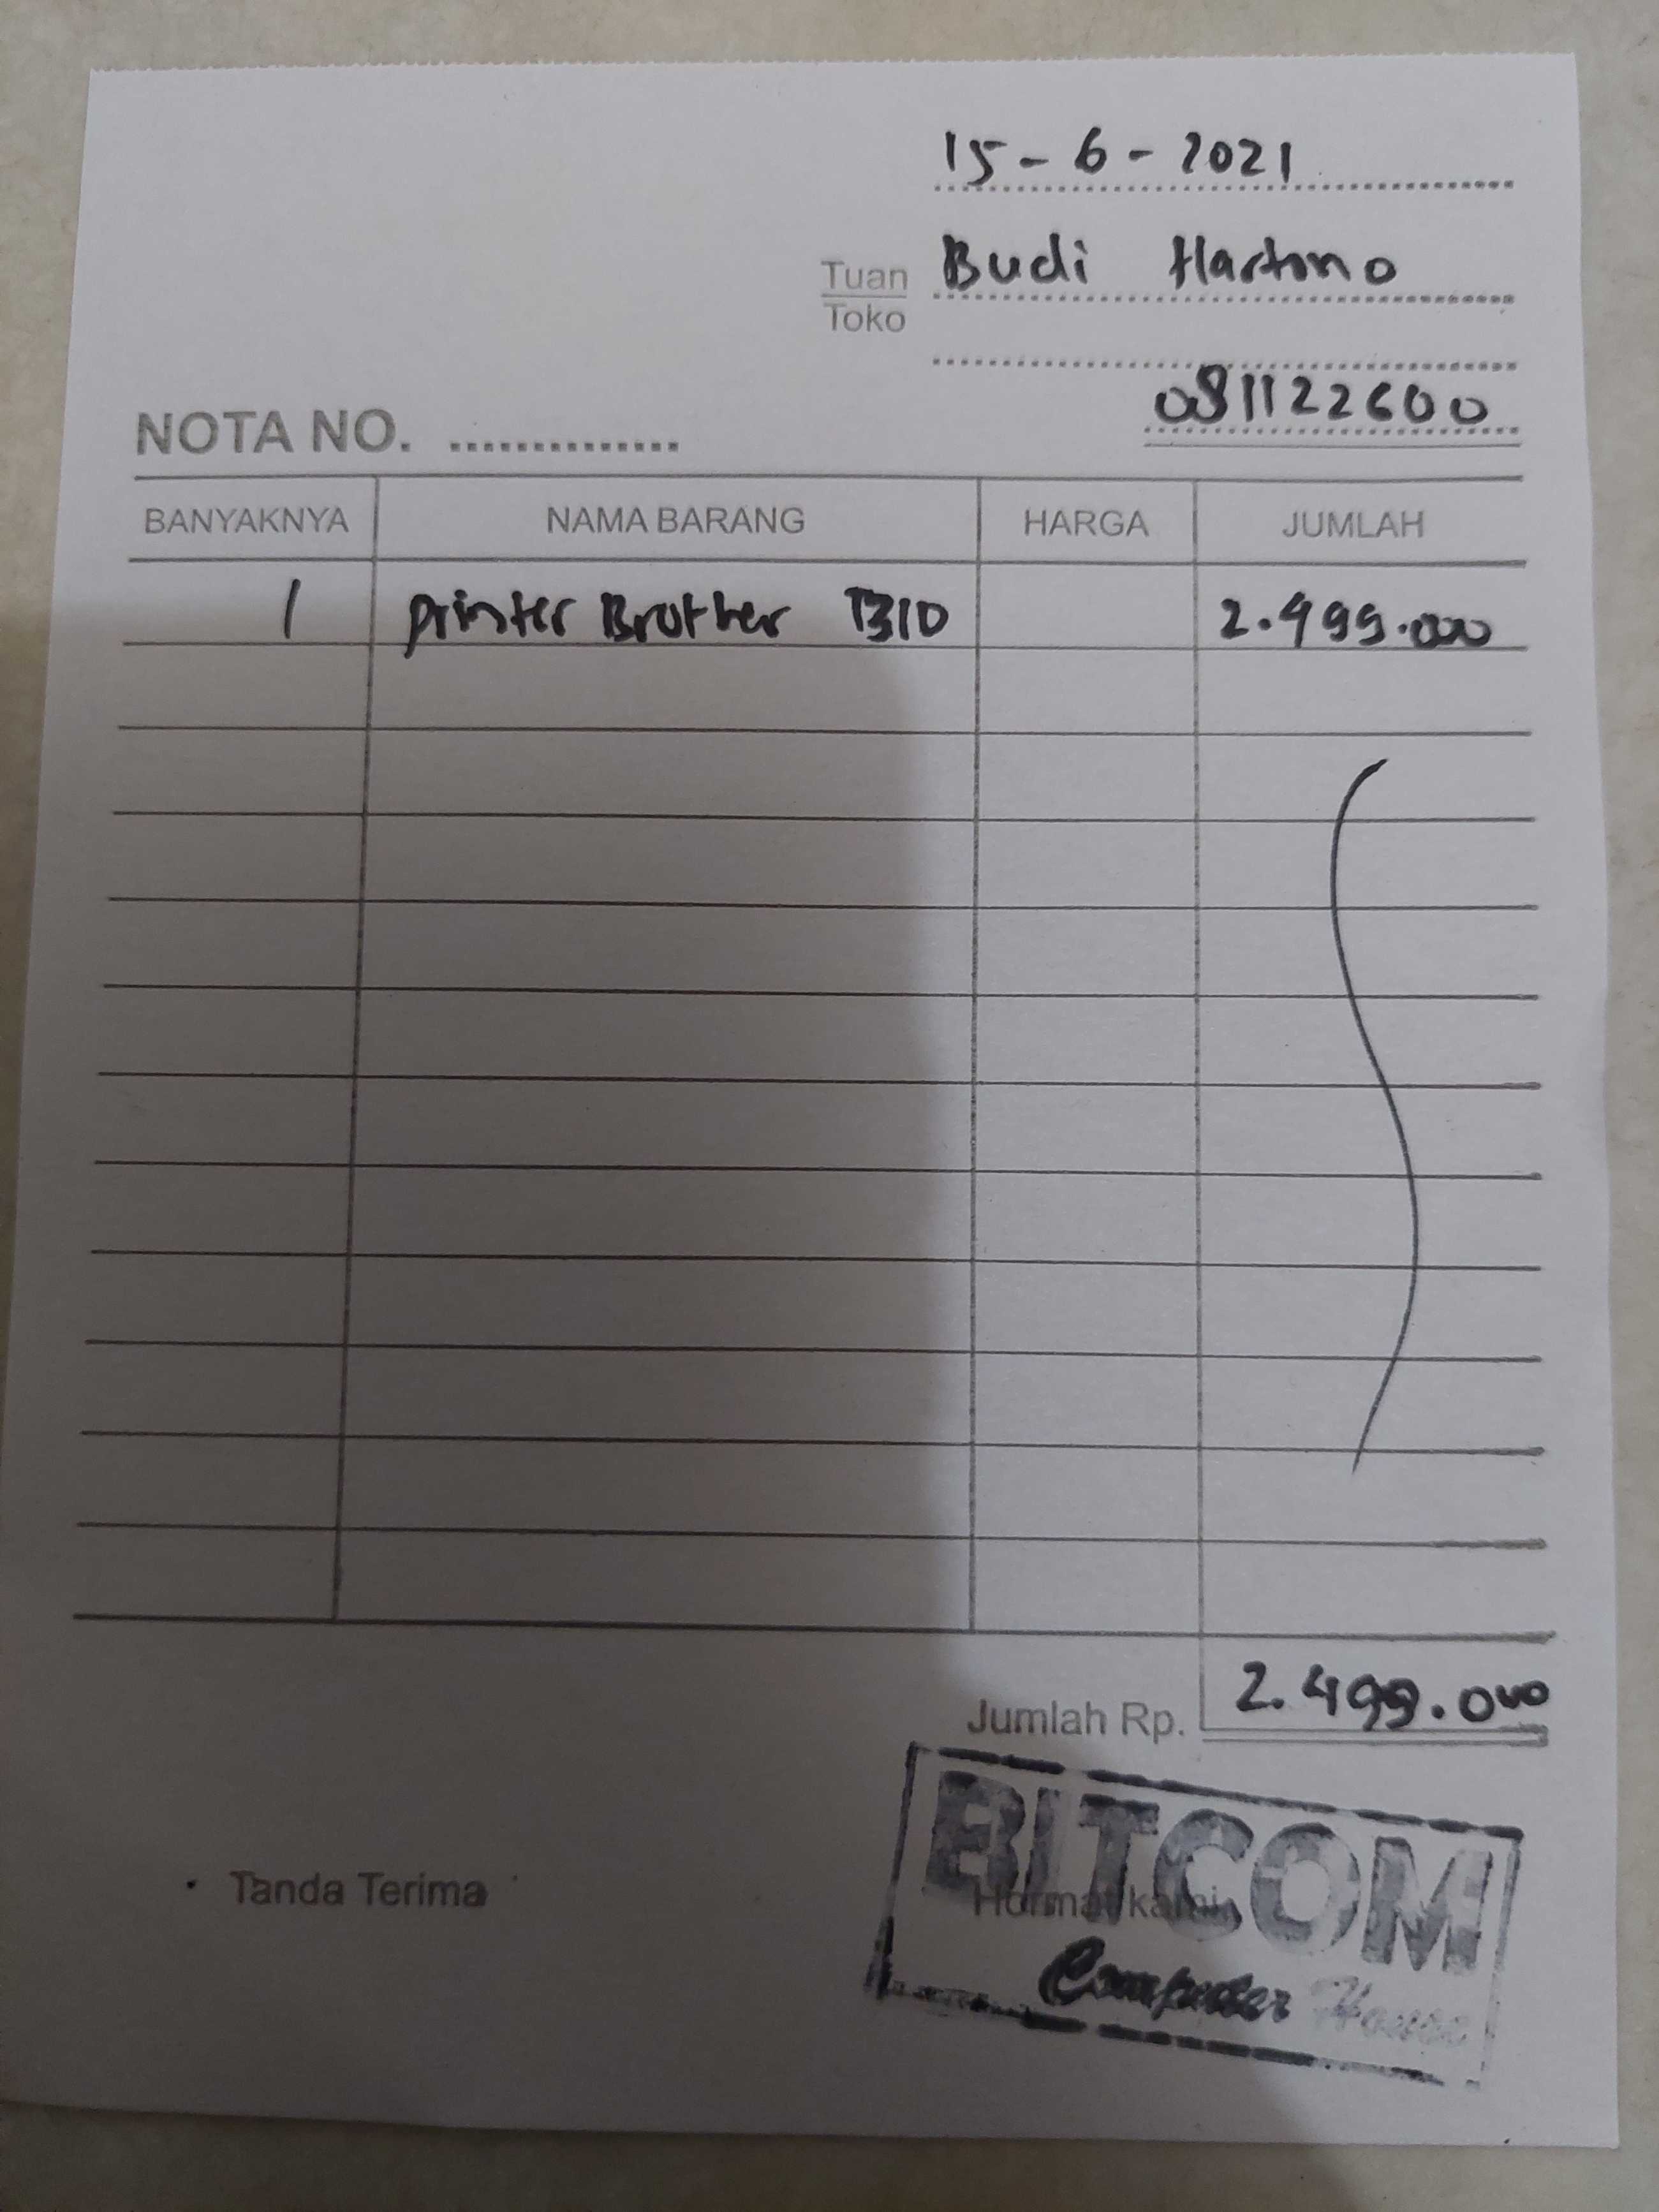 15-6-2021
Tuan Budi Hartono
Toko
081122600
NOTA NO. ..............
BANYAKNYA NAMA BARANG HARGA JUMLAH
1 Printer Brother T310 2.499.000
Jumlah Rp. 2.499.000
Tanda Terima Hormat kami,
BITCOM
Computer House